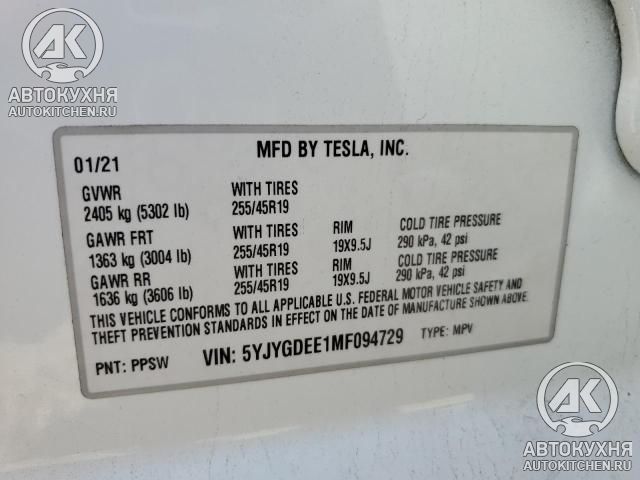 AK
АВТОКУХНЯ
AUTOKITCHEN.RU
MFD BY TESLA, INC.
01/21
GVWR WITH TIRES
2405 kg (5302 lb) 255/45R19
GAWR FRT WITH TIRES RIM COLD TIRE PRESSURE
1363 kg (3004 lb) 255/45R19 19X9.5J 290 kPa, 42 psi
GAWR RR WITH TIRES RIM COLD TIRE PRESSURE
1636 kg (3606 lb) 255/45R19 19X9.5J 290 kPa, 42 psi
THIS VEHICLE CONFORMS TO ALL APPLICABLE U.S. FEDERAL MOTOR VEHICLE SAFETY AND
THEFT PREVENTION STANDARDS IN EFFECT ON THE DATE OF MANUFACTURE SHOWN ABOVE.
PNT: PPSW VIN: 5YJYGDEE1MF094729 TYPE: MPV
AK
АВТОКУХНЯ
AUTOKITCHEN.RU